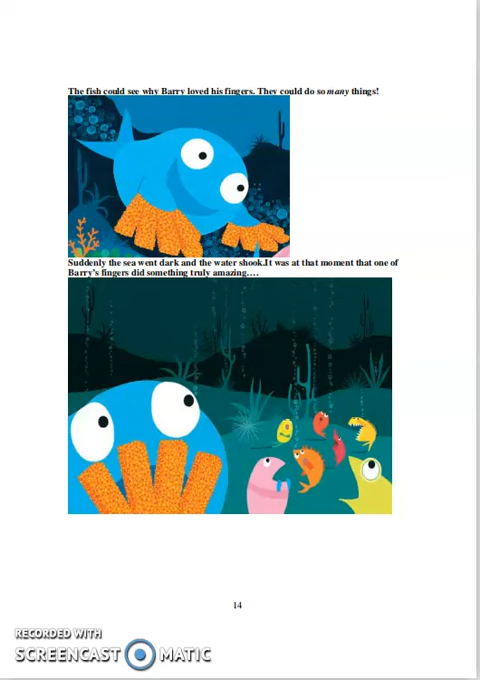 The fish could see why Barry loved his fingers. They could do so many things!
Suddenly the sea went dark and the water shook.It was at that moment that one of
Barry's fingers did something truly amazing….
14
RECORDED WITH
SCREENCAST MATIC